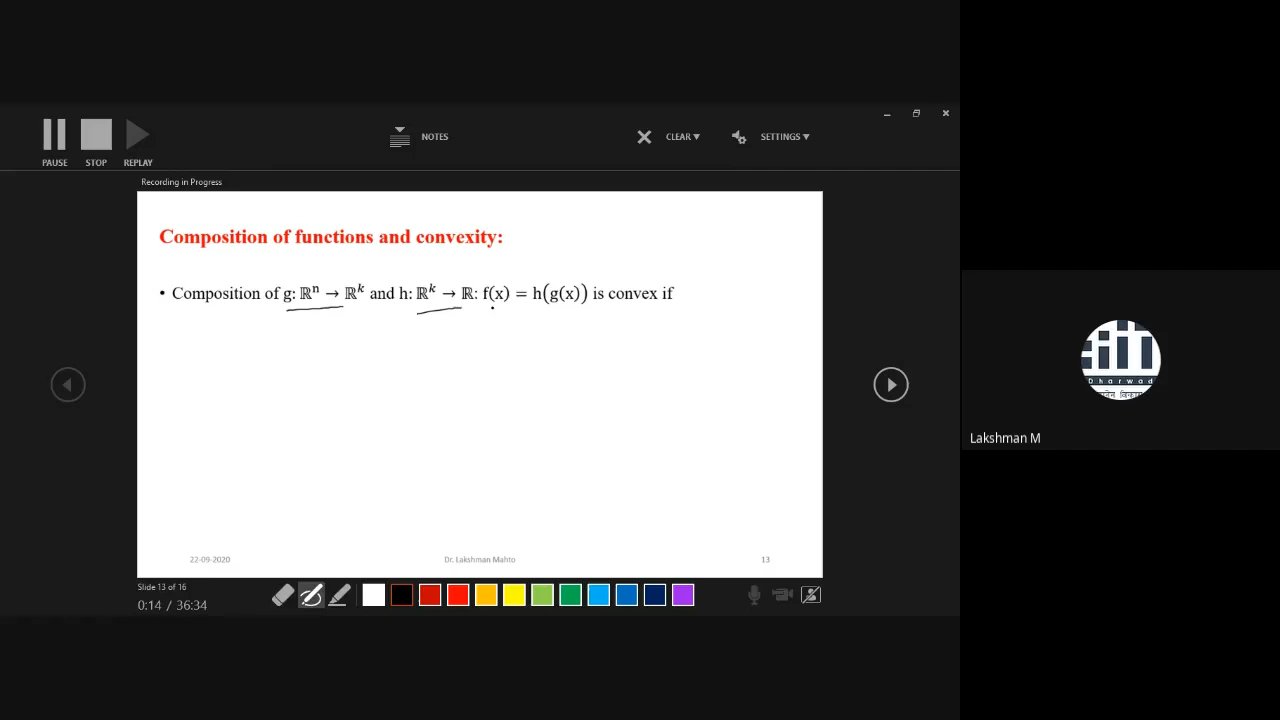 NOTES
CLEAR
SETTINGS
PAUSE STOP REPLAY
Recording in Progress
Composition of functions and convexity:
• Composition of g: ℝⁿ → ℝᵏ and h: ℝᵏ → ℝ: f(x) = h(g(x)) is convex if
22-09-2020
Dr. Lakshman Mahto
13
Slide 13 of 16
0:14 / 36:34
Dharwad
Lakshman M